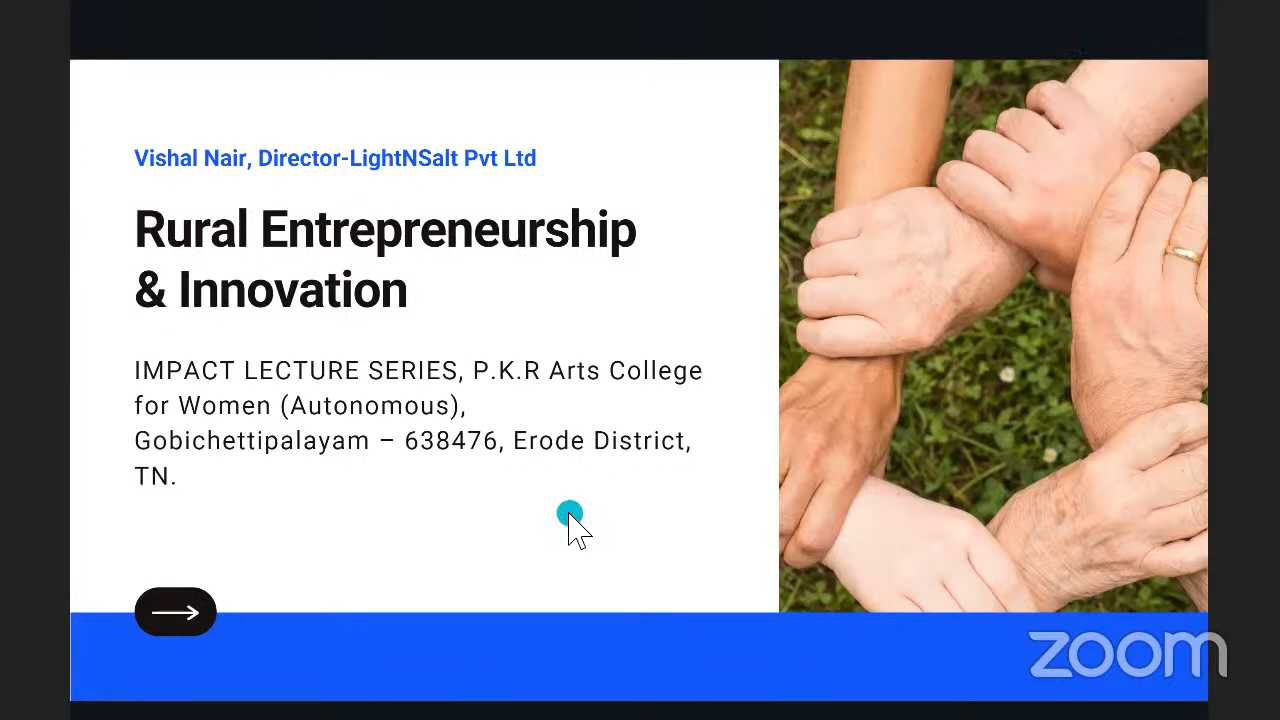 Vishal Nair, Director-LightNSalt Pvt Ltd
Rural Entrepreneurship
& Innovation
IMPACT LECTURE SERIES, P.K.R Arts College
for Women (Autonomous),
Gobichettipalayam – 638476, Erode District,
TN.
zoom